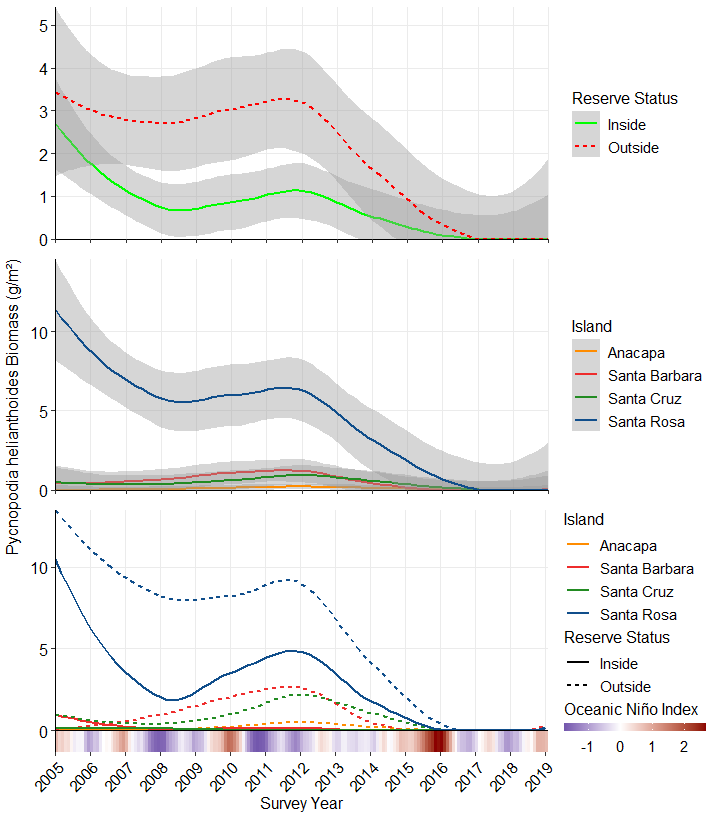 Pycnopodia helianthoides Biomass (g/m²)
5
4
3
2
1
0
Reserve Status
Inside
Outside
10
5
0
Island
Anacapa
Santa Barbara
Santa Cruz
Santa Rosa
10
5
0
Island
Anacapa
Santa Barbara
Santa Cruz
Santa Rosa
Reserve Status
Inside
Outside
Oceanic Niño Index
-1 0 1 2
2005 2006 2007 2008 2009 2010 2011 2012 2013 2014 2015 2016 2017 2018 2019
Survey Year